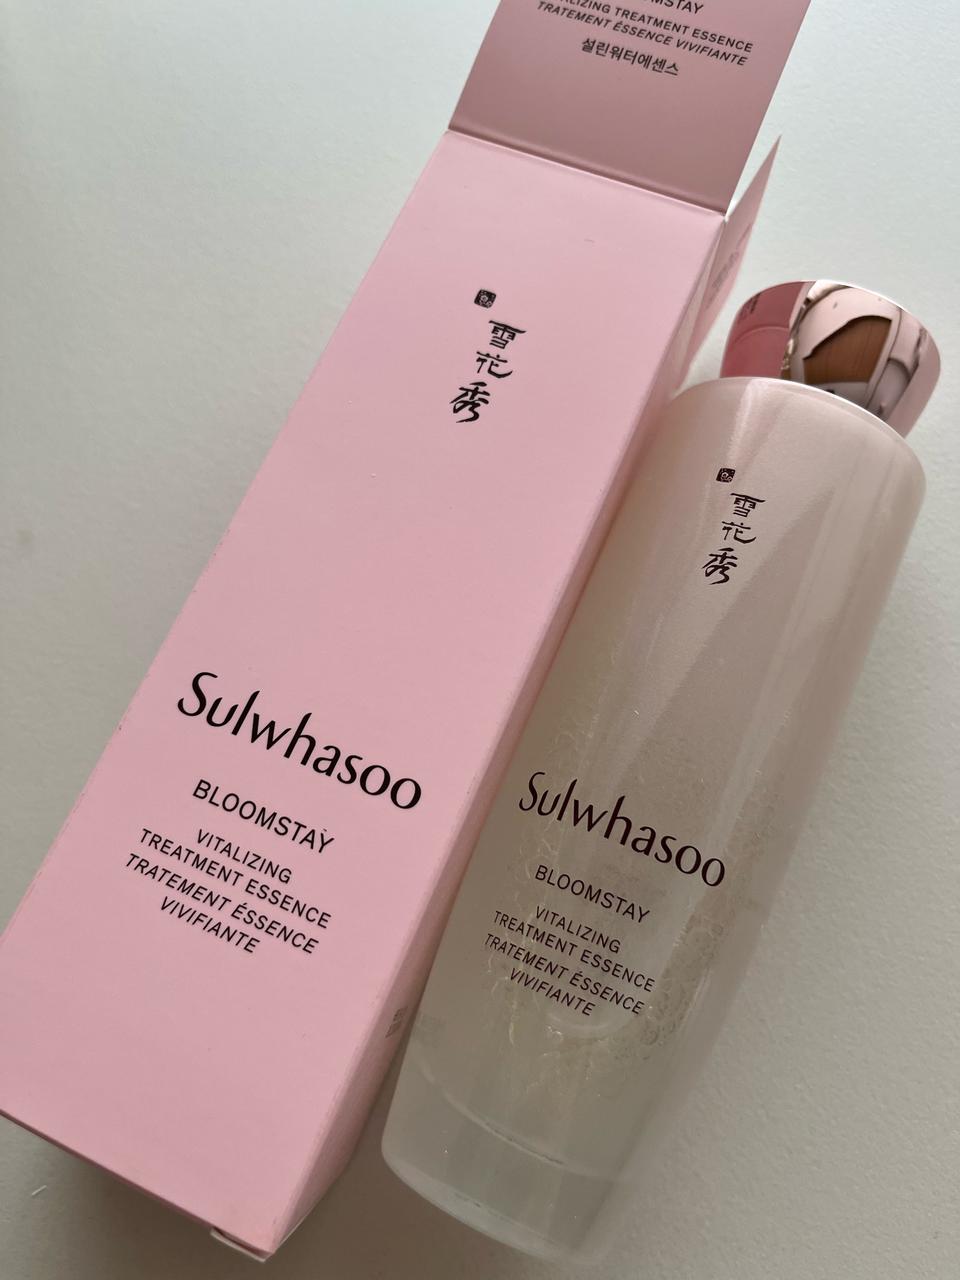 VITALIZING TREATMENT ESSENCE
TRATEMENT ÉSSENCE VIVIFIANTE
설린워터에센스
雪
花
秀
Sulwhasoo
BLOOMSTAY
VITALIZING
TREATMENT ESSENCE
TRATEMENT ÉSSENCE
VIVIFIANTE
雪
花
秀
Sulwhasoo
BLOOMSTAY
VITALIZING
TREATMENT ESSENCE
TRATEMENT ÉSSENCE
VIVIFIANTE